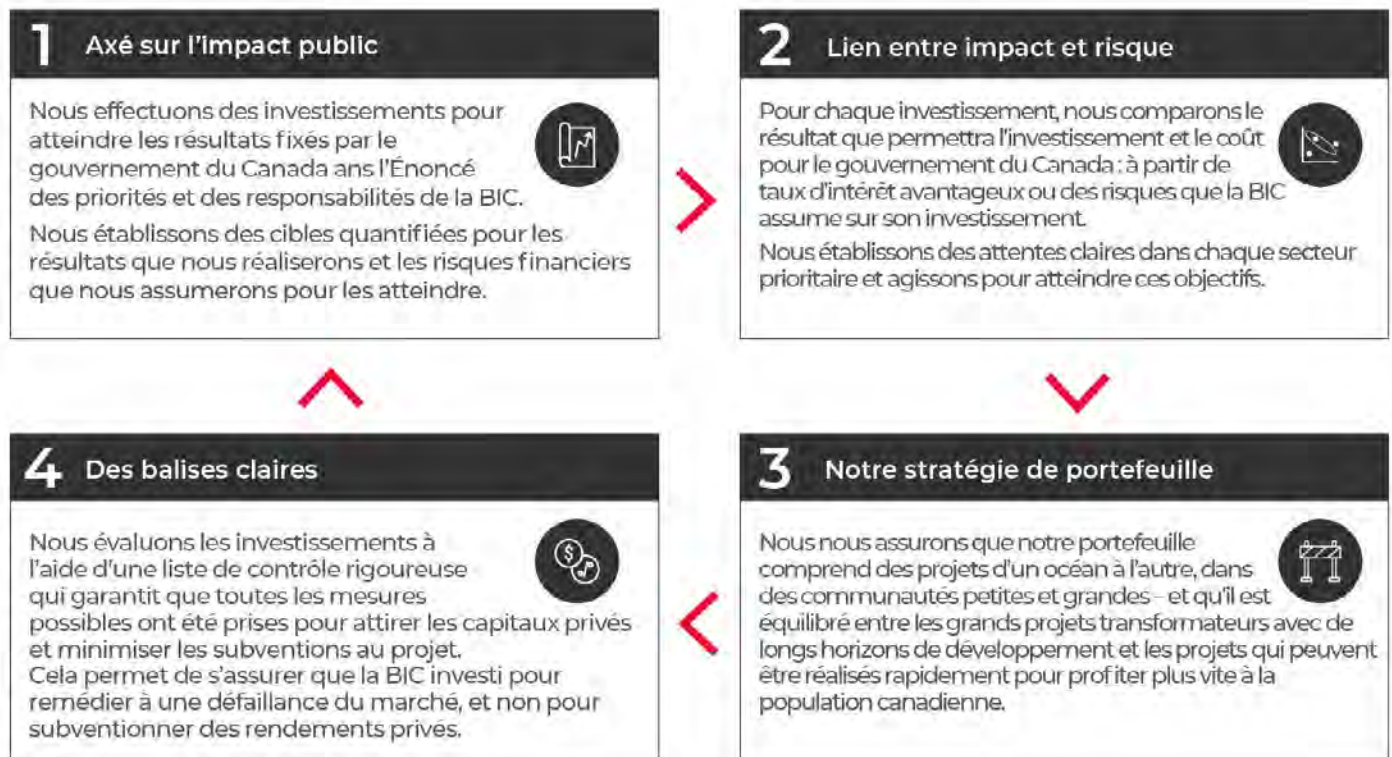 1 Axé sur l'impact public
Nous effectuons des investissements pour
atteindre les résultats fixés par le
gouvernement du Canada ans l'Énoncé
des priorités et des responsabilités de la BIC.
Nous établissons des cibles quantifiées pour les
résultats que nous réaliserons et les risques financiers
que nous assumerons pour les atteindre.
2 Lien entre impact et risque
Pour chaque investissement, nous comparons le
résultat que permettra l'investissement et le coût
pour le gouvernement du Canada : à partir de
taux d'intérêt avantageux ou des risques que la BIC
assume sur son investissement.
Nous établissons des attentes claires dans chaque secteur
prioritaire et agissons pour atteindre ces objectifs.
3 Notre stratégie de portefeuille
Nous nous assurons que notre portefeuille
comprend des projets d'un océan à l'autre, dans
des communautés petites et grandes – et qu'il est
équilibré entre les grands projets transformateurs avec de
longs horizons de développement et les projets qui peuvent
être réalisés rapidement pour profiter plus vite à la
population canadienne.
4 Des balises claires
Nous évaluons les investissements à
l'aide d'une liste de contrôle rigoureuse
qui garantit que toutes les mesures
possibles ont été prises pour attirer les capitaux privés
et minimiser les subventions au projet.
Cela permet de s'assurer que la BIC investi pour
remédier à une défaillance du marché, et non pour
subventionner des rendements privés.